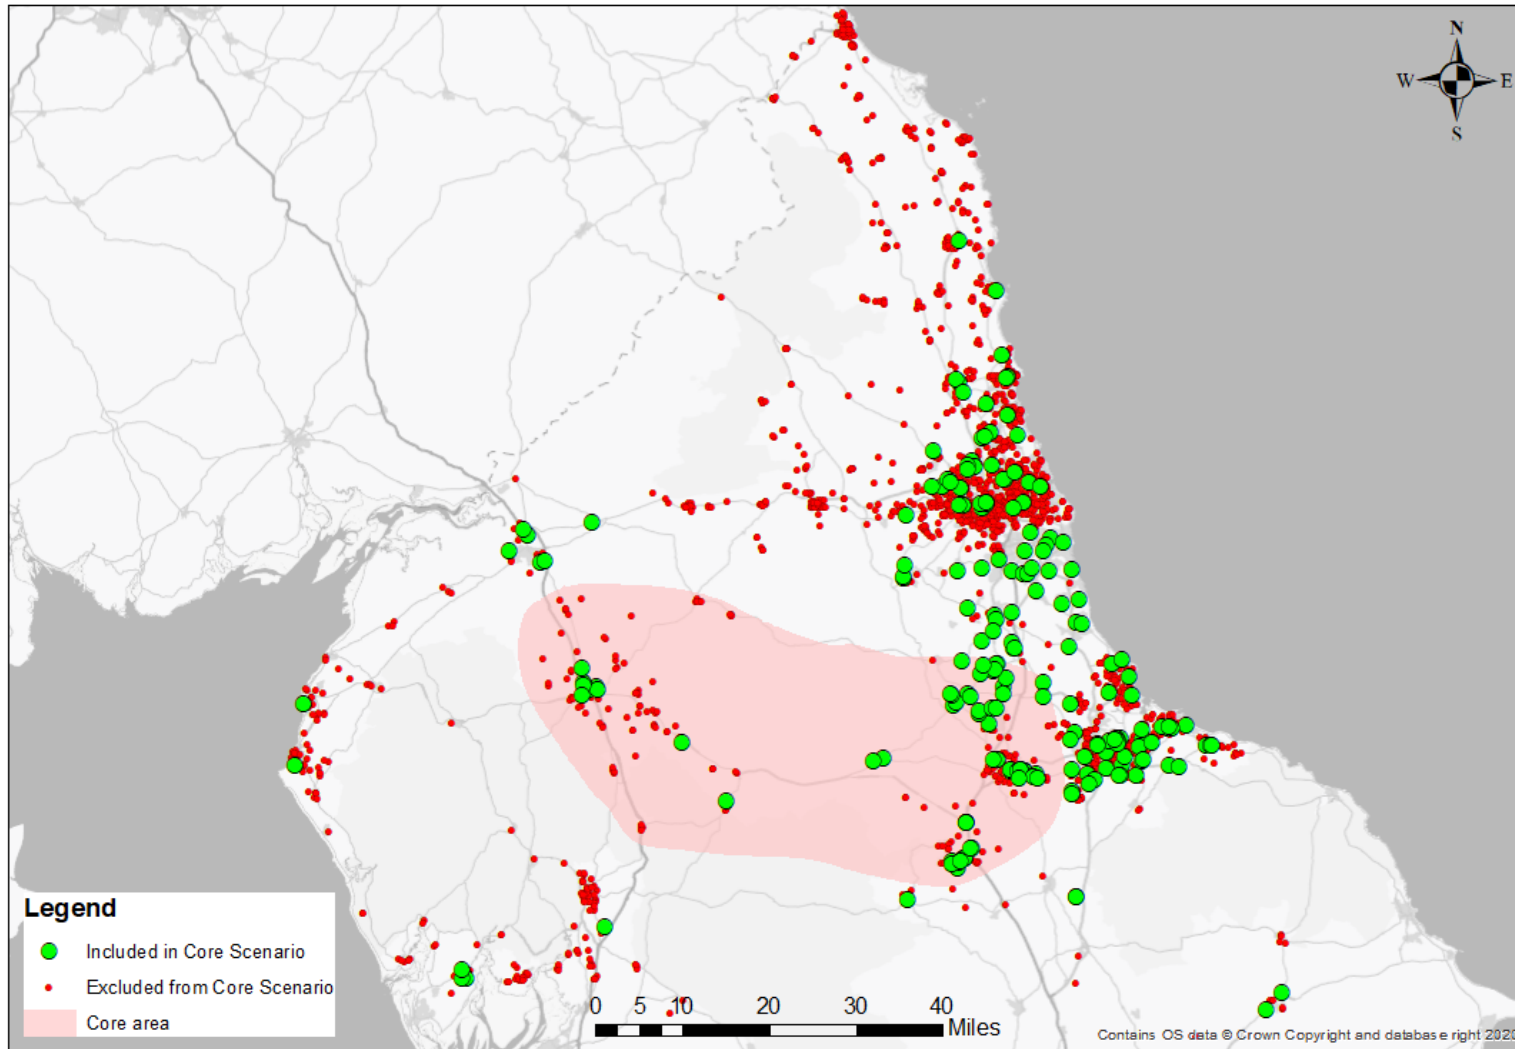 N
W E
S
Legend
Included in Core Scenario
Excluded from Core Scenario
Core area
0 5 10 20 30 40
Miles
Contains OS data © Crown Copyright and database right 2020